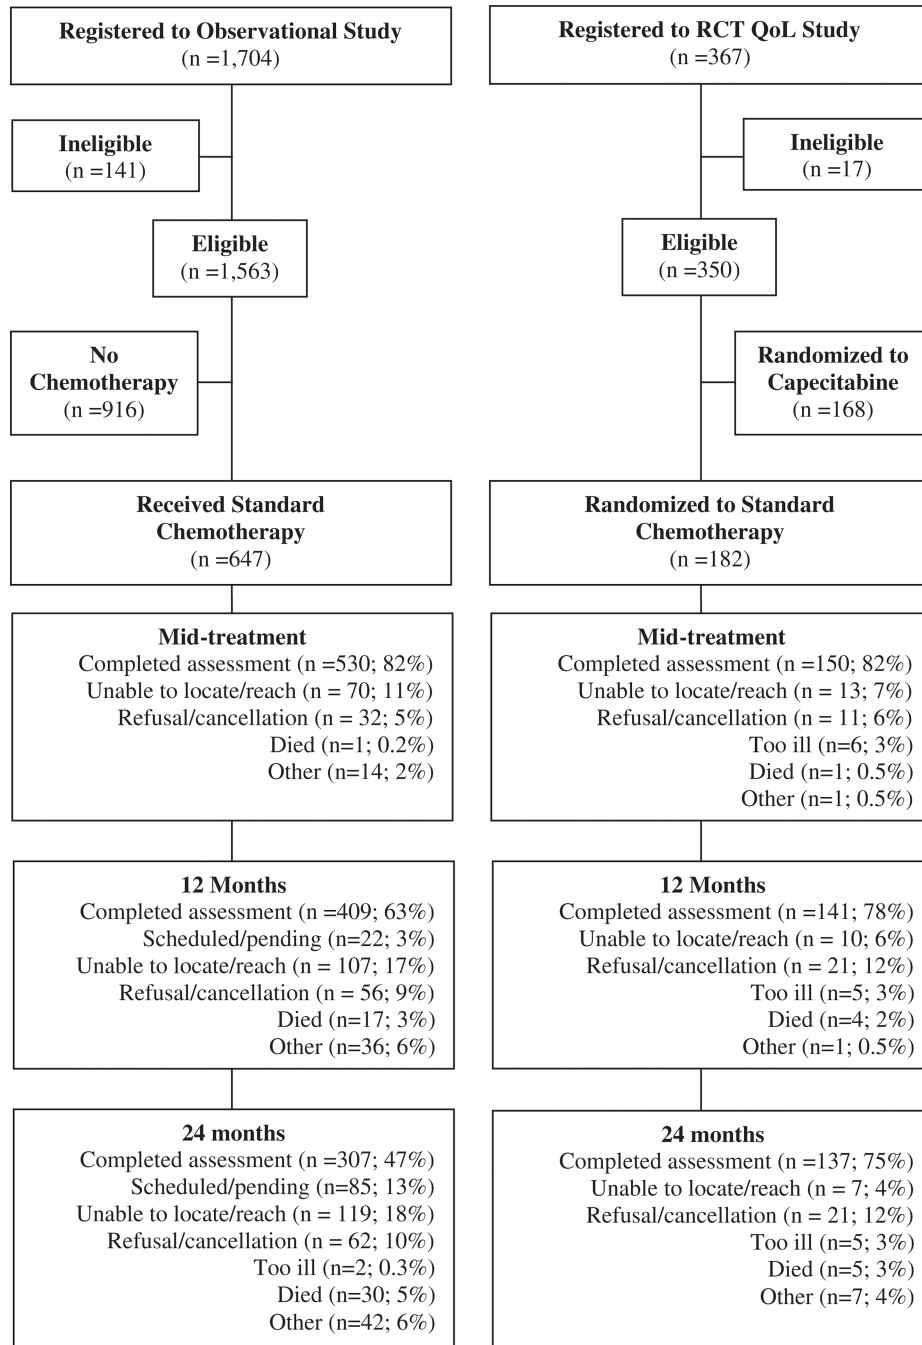 Registered to Observational Study
(n =1,704)
Ineligible
(n =141)
Eligible
(n =1,563)
No
Chemotherapy
(n =916)
Received Standard
Chemotherapy
(n =647)
Mid-treatment
Completed assessment (n =530; 82%)
Unable to locate/reach (n = 70; 11%)
Refusal/cancellation (n = 32; 5%)
Died (n=1; 0.2%)
Other (n=14; 2%)
12 Months
Completed assessment (n =409; 63%)
Scheduled/pending (n=22; 3%)
Unable to locate/reach (n = 107; 17%)
Refusal/cancellation (n = 56; 9%)
Died (n=17; 3%)
Other (n=36; 6%)
24 months
Completed assessment (n =307; 47%)
Scheduled/pending (n=85; 13%)
Unable to locate/reach (n = 119; 18%)
Refusal/cancellation (n = 62; 10%)
Too ill (n=2; 0.3%)
Died (n=30; 5%)
Other (n=42; 6%)
Registered to RCT QoL Study
(n =367)
Ineligible
(n =17)
Eligible
(n =350)
Randomized to
Capecitabine
(n =168)
Randomized to Standard
Chemotherapy
(n =182)
Mid-treatment
Completed assessment (n =150; 82%)
Unable to locate/reach (n = 13; 7%)
Refusal/cancellation (n = 11; 6%)
Too ill (n=6; 3%)
Died (n=1; 0.5%)
Other (n=1; 0.5%)
12 Months
Completed assessment (n =141; 78%)
Unable to locate/reach (n = 10; 6%)
Refusal/cancellation (n = 21; 12%)
Too ill (n=5; 3%)
Died (n=4; 2%)
Other (n=1; 0.5%)
24 months
Completed assessment (n =137; 75%)
Unable to locate/reach (n = 7; 4%)
Refusal/cancellation (n = 21; 12%)
Too ill (n=5; 3%)
Died (n=5; 3%)
Other (n=7; 4%)